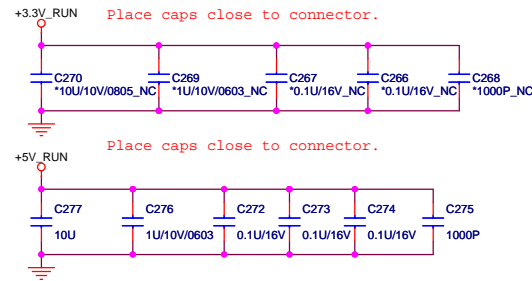 +3.3V_RUN
Place caps close to connector.
C270 C269 C267 C266 C268
*10U/10V/0805_NC *1U/10V/0603_NC *0.1U/16V_NC *0.1U/16V_NC *1000P_NC
Place caps close to connector.
+5V_RUN
C277 C276 C272 C273 C274 C275
10U 1U/10V/0603 0.1U/16V 0.1U/16V 0.1U/16V 1000P